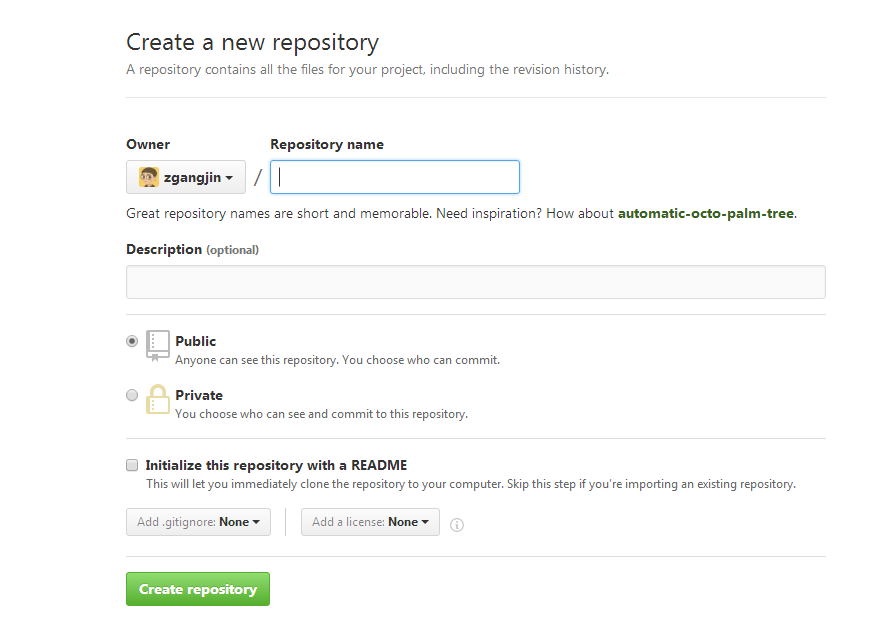 Create a new repository
A repository contains all the files for your project, including the revision history.
Owner Repository name
zgangjin /
Great repository names are short and memorable. Need inspiration? How about automatic-octo-palm-tree.
Description (optional)
Public
Anyone can see this repository. You choose who can commit.
Private
You choose who can see and commit to this repository.
Initialize this repository with a README
This will let you immediately clone the repository to your computer. Skip this step if you're importing an existing repository.
Add .gitignore: None Add a license: None
Create repository